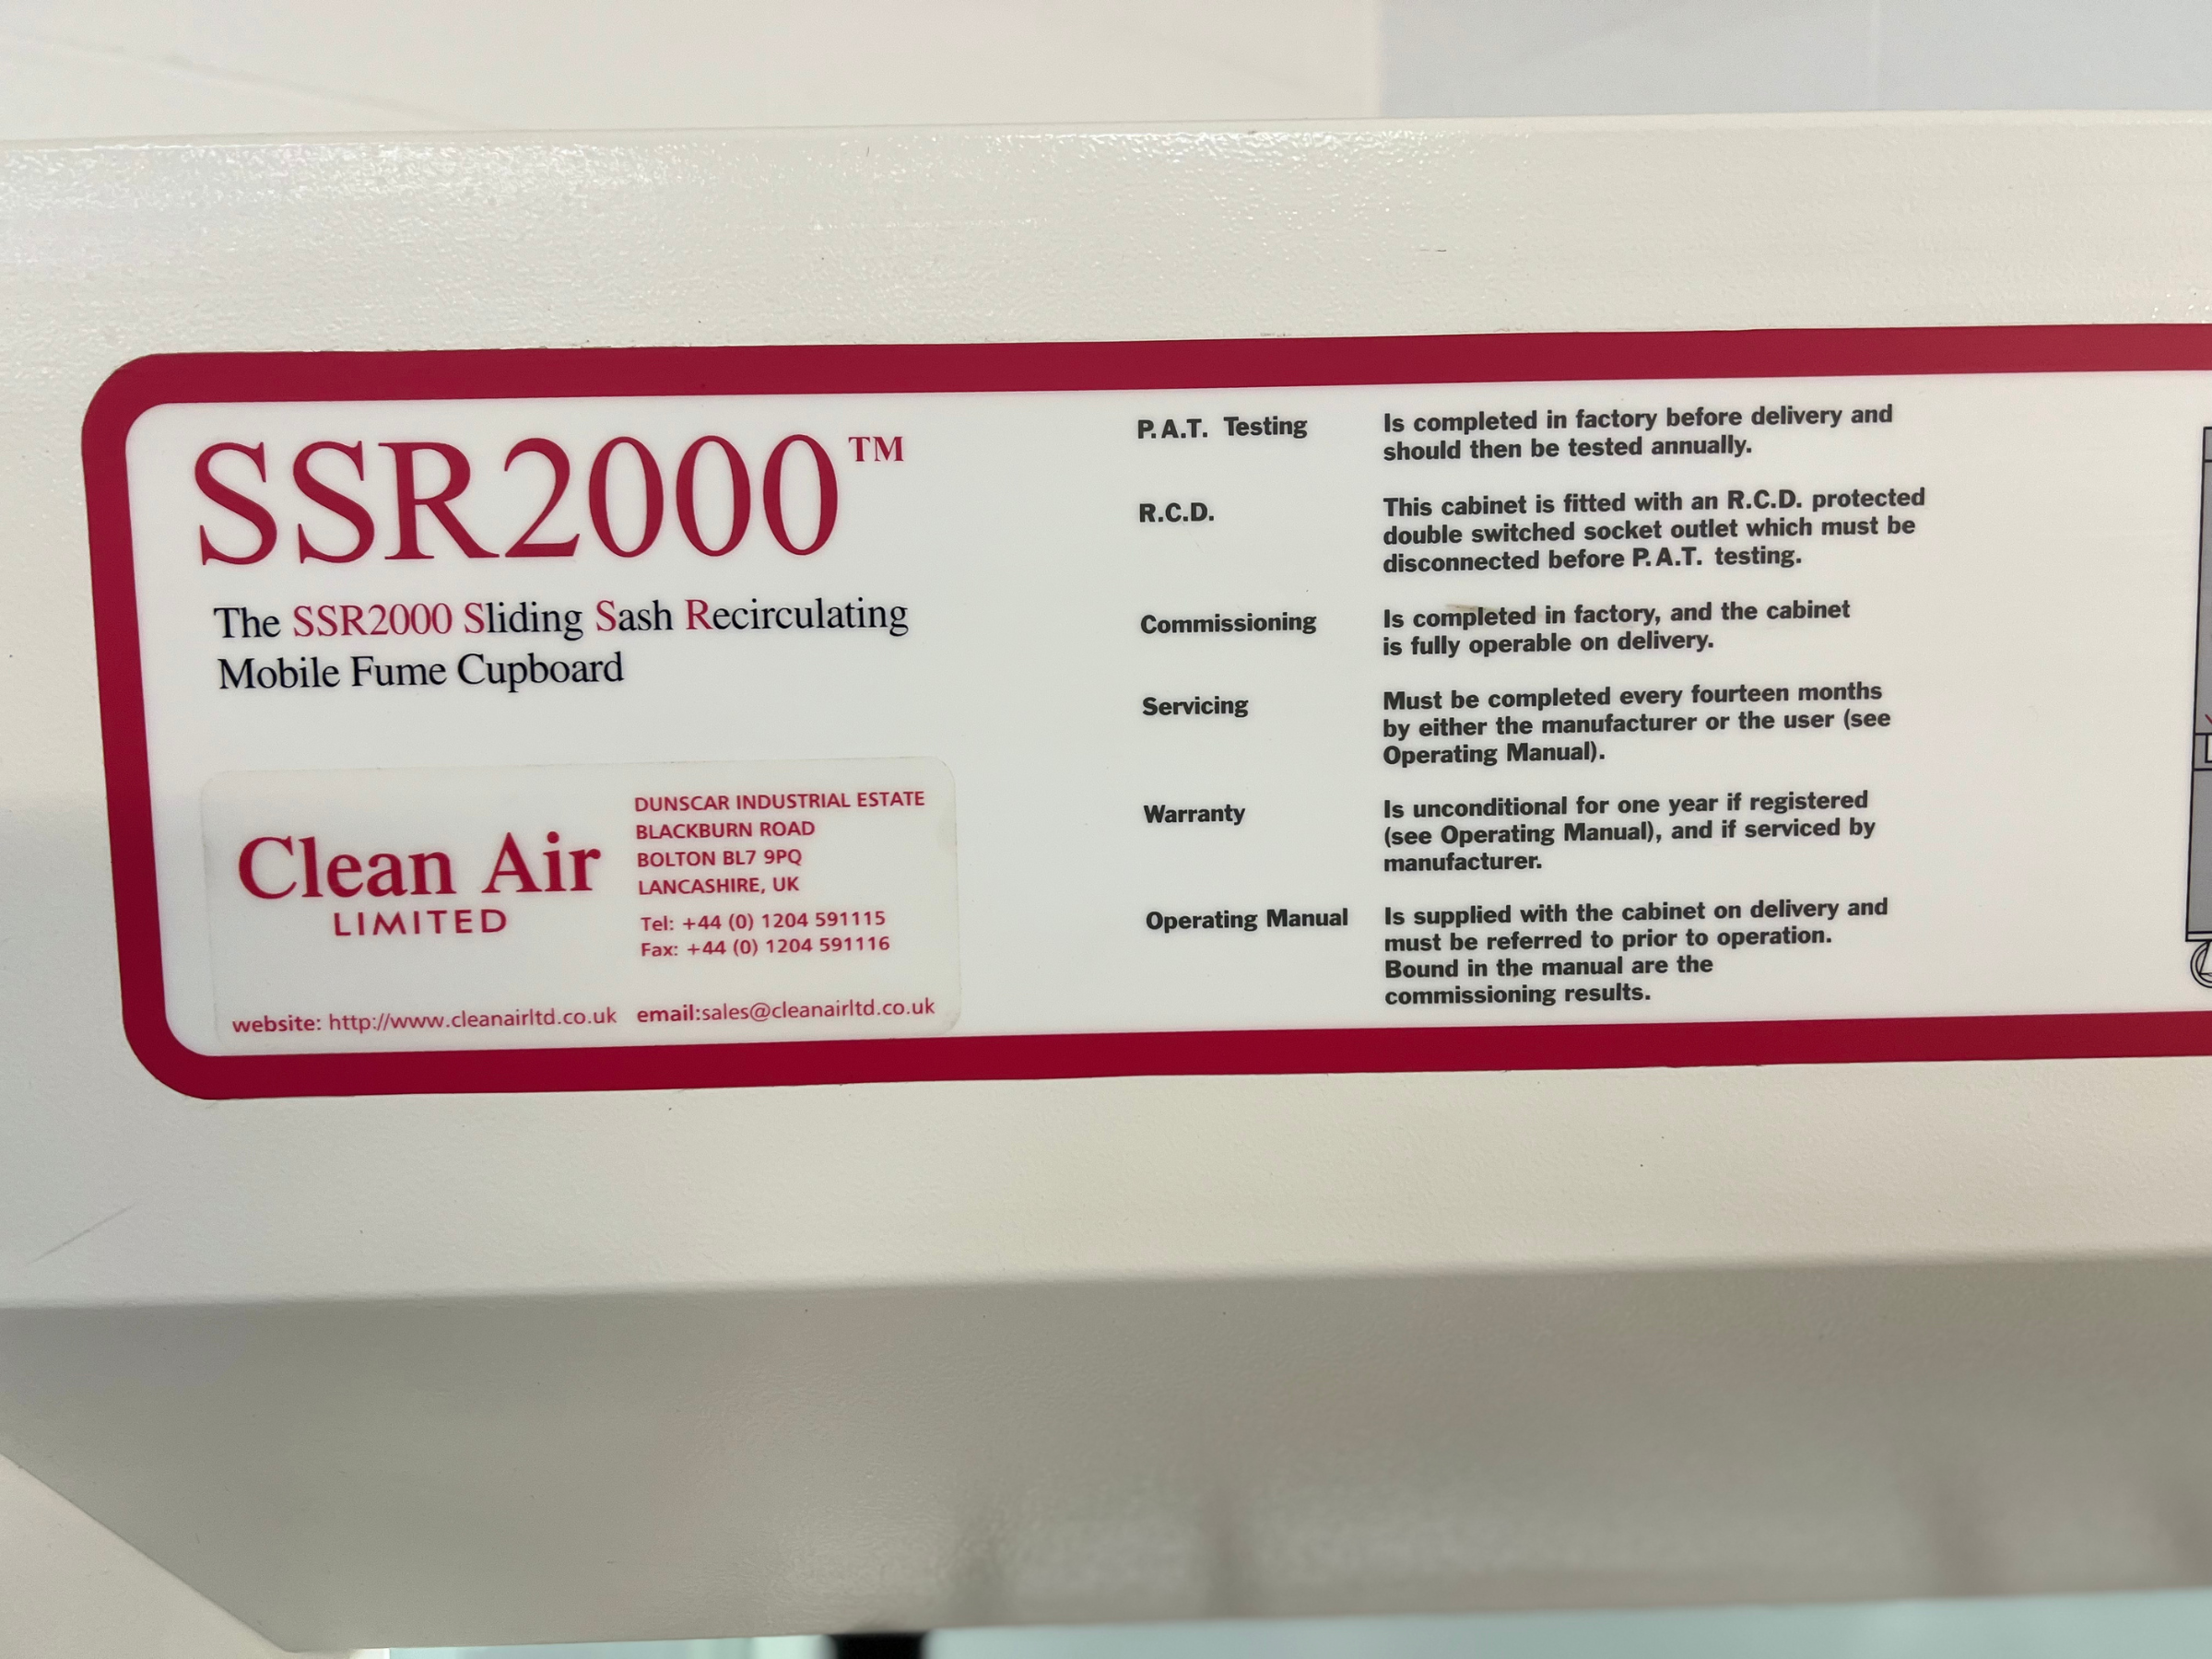 SSR2000™
The SSR2000 Sliding Sash Recirculating
Mobile Fume Cupboard
Clean Air
LIMITED
DUNSCAR INDUSTRIAL ESTATE
BLACKBURN ROAD
BOLTON BL7 9PQ
LANCASHIRE, UK
Tel: +44 (0) 1204 591115
Fax: +44 (0) 1204 591116
website: http://www.cleanairltd.co.uk email:sales@cleanairltd.co.uk
P.A.T. Testing Is completed in factory before delivery and
should then be tested annually.
R.C.D. This cabinet is fitted with an R.C.D. protected
double switched socket outlet which must be
disconnected before P.A.T. testing.
Commissioning Is completed in factory, and the cabinet
is fully operable on delivery.
Servicing Must be completed every fourteen months
by either the manufacturer or the user (see
Operating Manual).
Warranty Is unconditional for one year if registered
(see Operating Manual), and if serviced by
manufacturer.
Operating Manual Is supplied with the cabinet on delivery and
must be referred to prior to operation.
Bound in the manual are the
commissioning results.